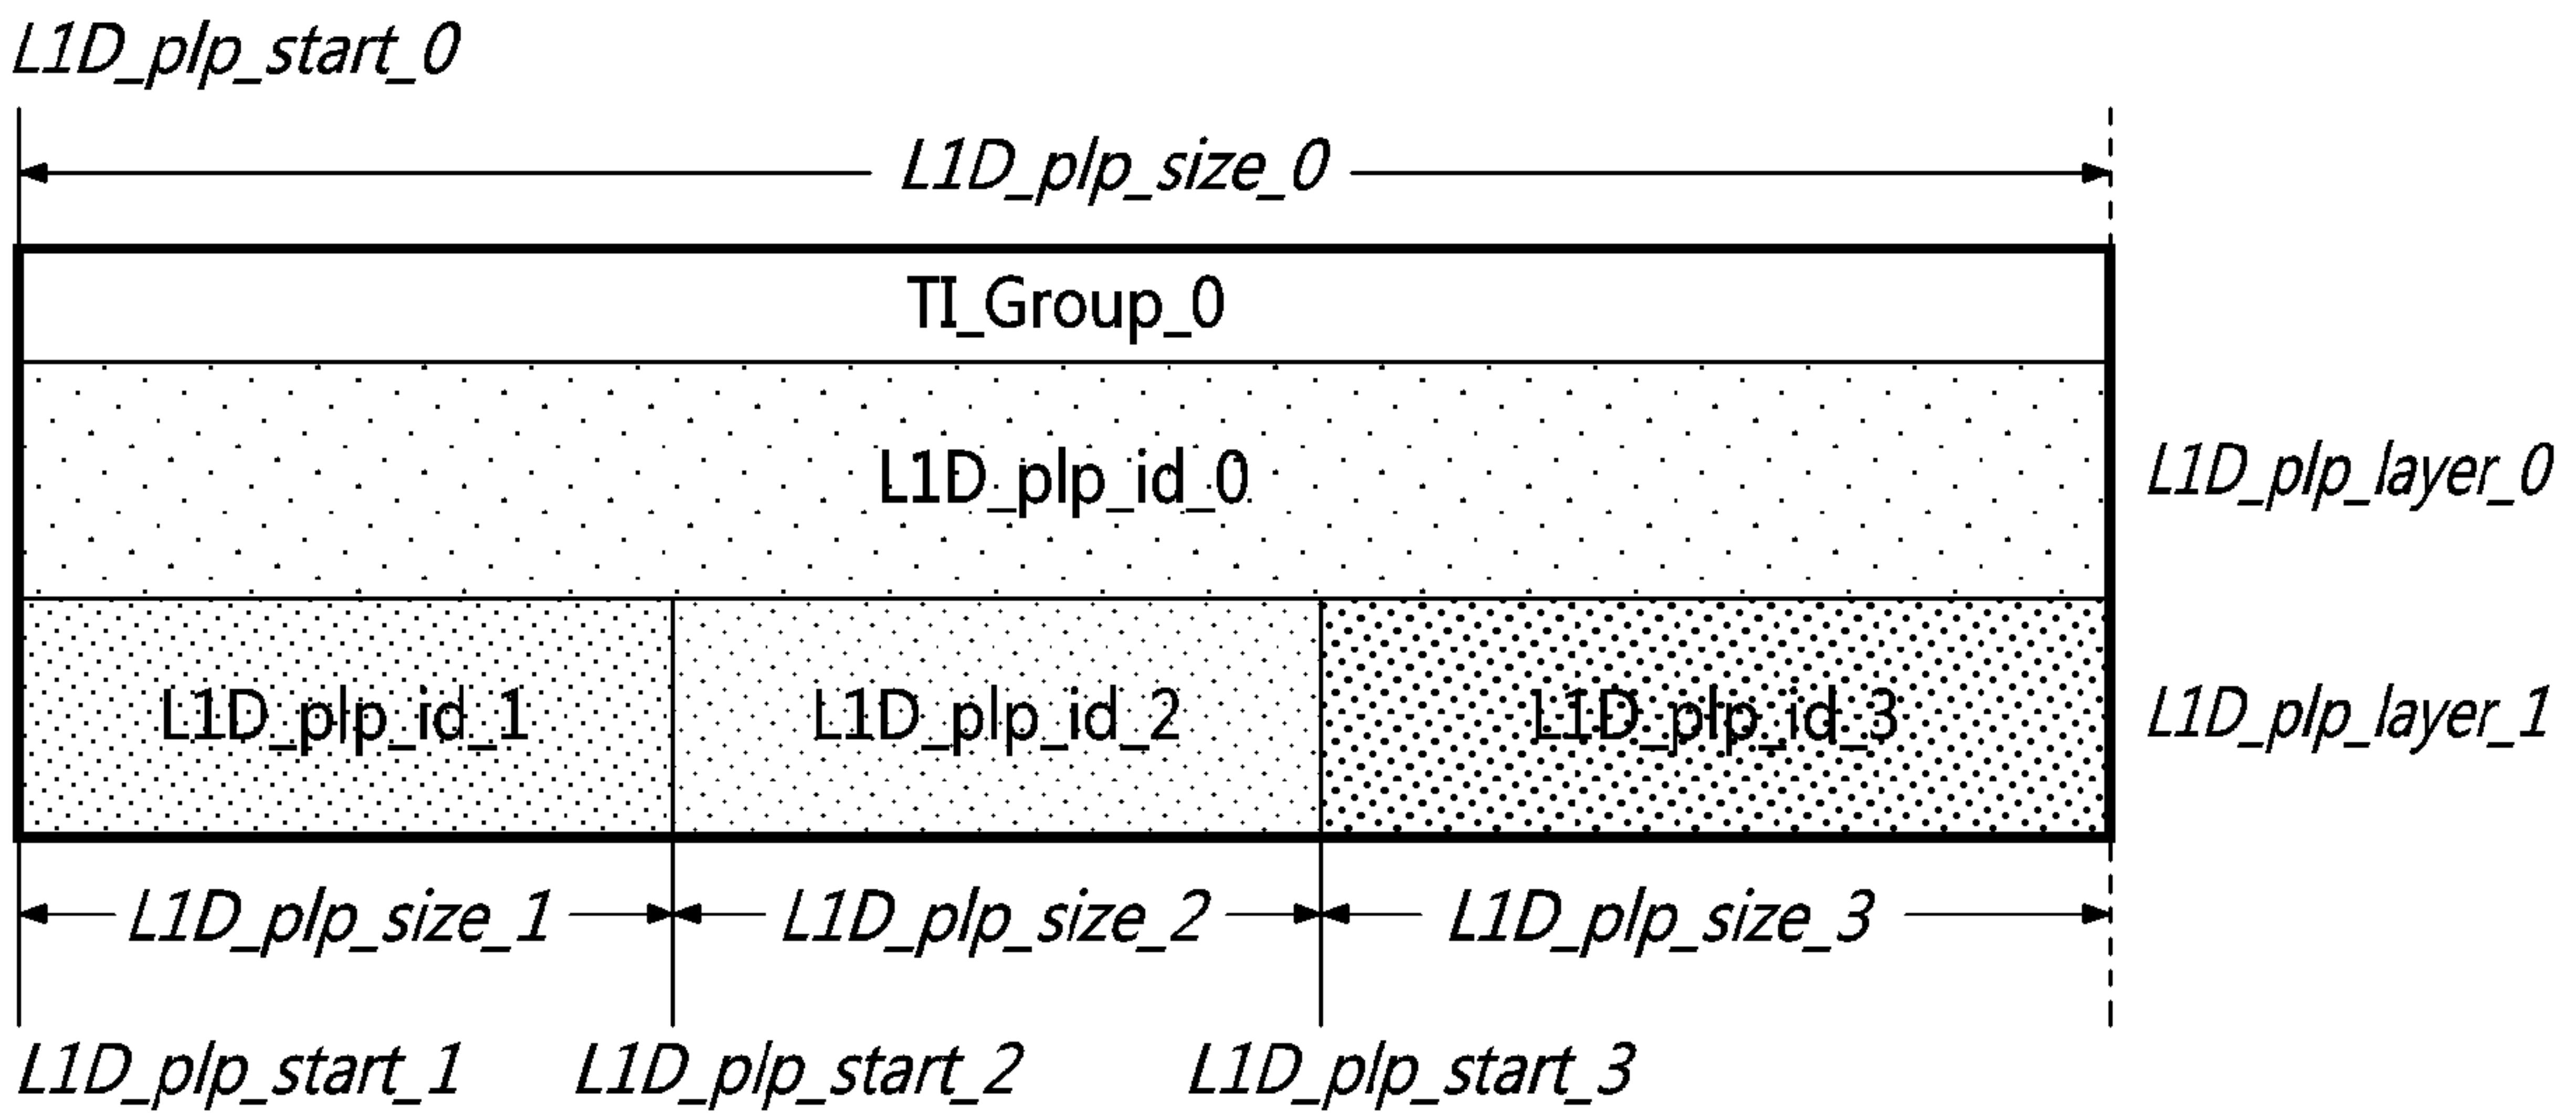 L1D_plp_start_0
L1D_plp_size_0
TI_Group_0
L1D_plp_id_0
L1D_plp_layer_0
L1D_plp_id_1 L1D_plp_id_2 L1D_plp_id_3 L1D_plp_layer_1
L1D_plp_size_1 L1D_plp_size_2 L1D_plp_size_3
L1D_plp_start_1 L1D_plp_start_2 L1D_plp_start_3